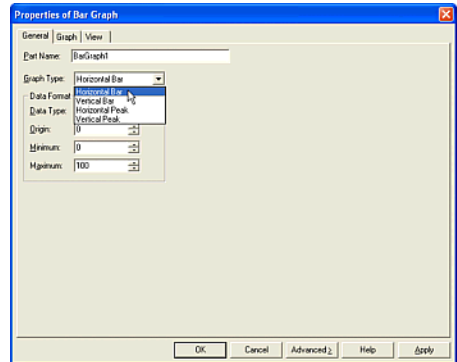 Properties of Bar Graph
General Graph View
Part Name: BarGraph1
Graph Type: Horizontal Bar
Horizontal Bar
Data Format
Vertical Bar
Data Type: Horizontal Peak
Vertical Peak
Origin: 0
Minimum: 0
Maximum: 100
OK Cancel Advanced > Help Apply